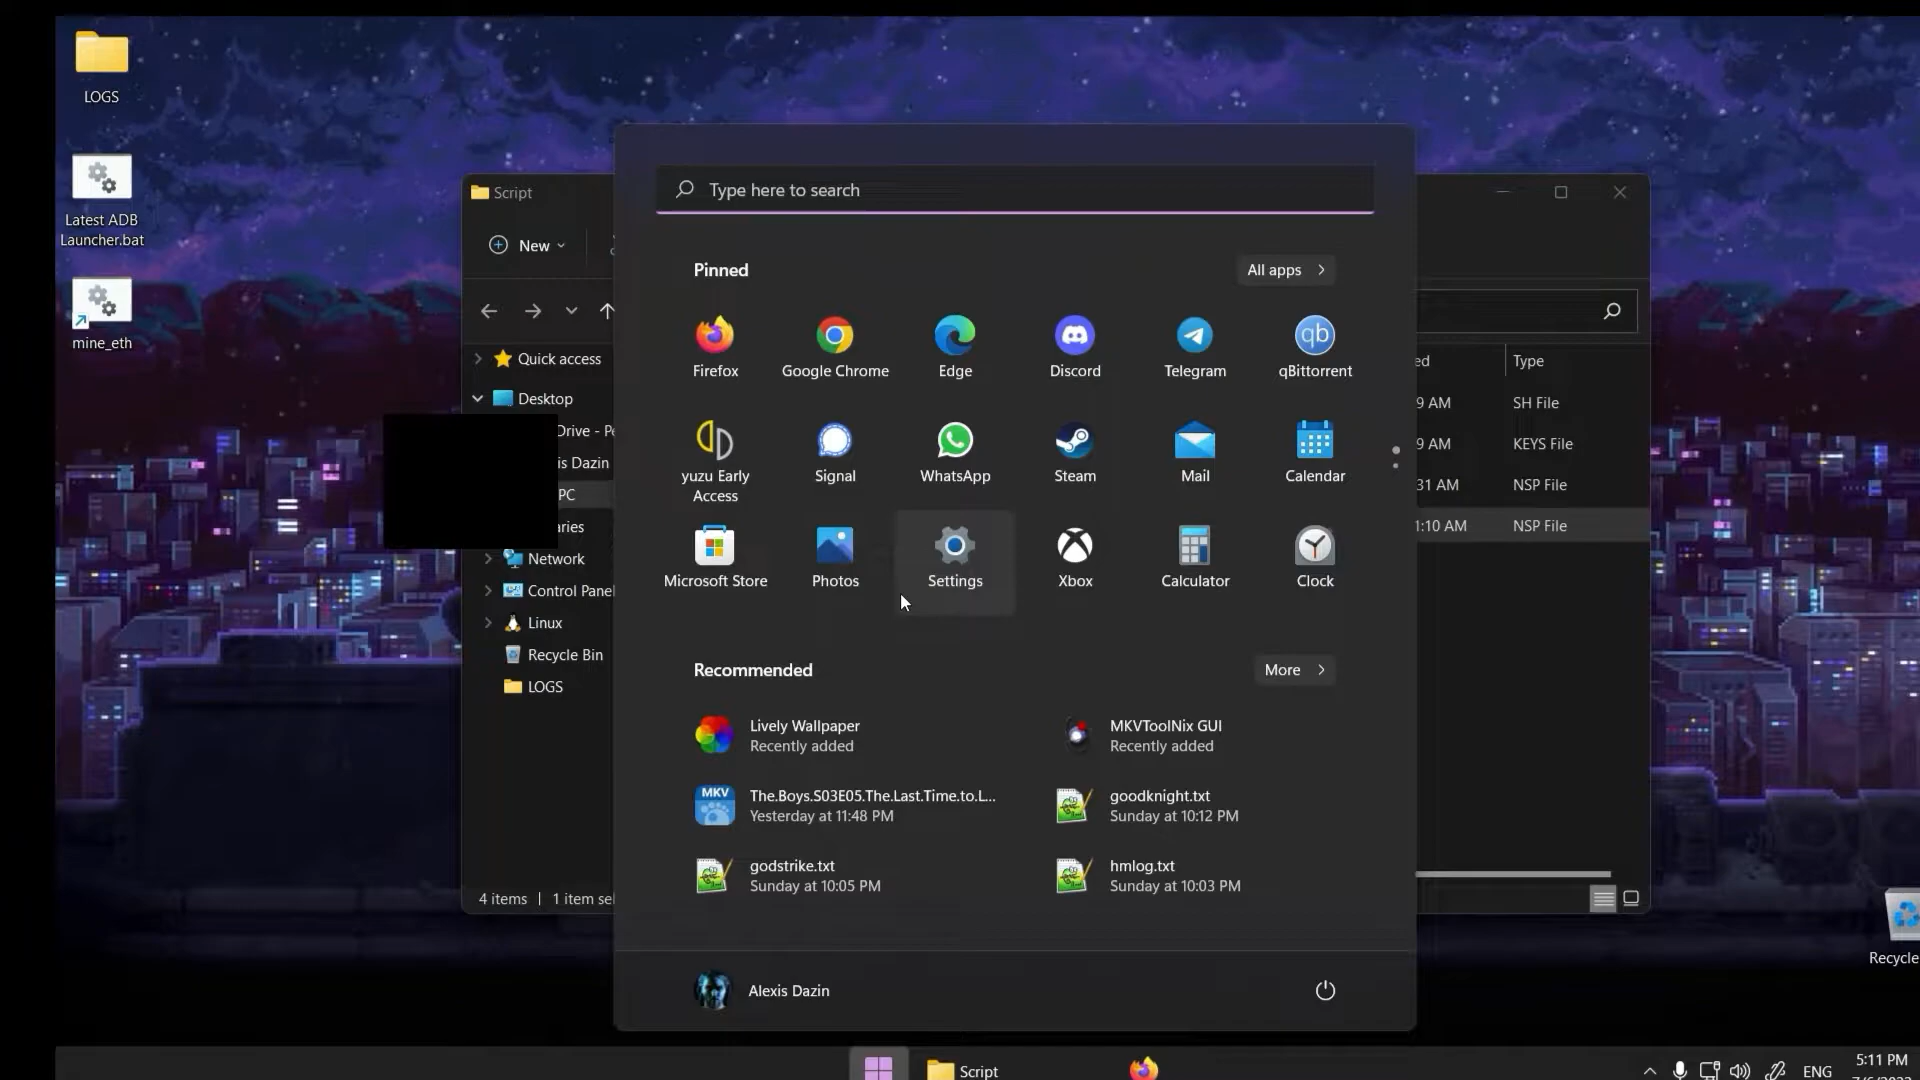 LOGS
Latest ADB
Launcher.bat
mine_eth
Script
New
Quick access
Desktop
Drive - Pe
is Dazin
PC
aries
Network
Control Panel
Linux
Recycle Bin
LOGS
4 items
1 item sel
Type here to search
Pinned
All apps
Firefox
Google Chrome
Edge
Discord
Telegram
qb
qBittorrent
yuzu Early
Access
Signal
WhatsApp
Steam
Mail
Calendar
Microsoft Store
Photos
Settings
Xbox
Calculator
Clock
Recommended
More
Lively Wallpaper
Recently added
MKVToolNix GUI
Recently added
MKV
The.Boys.S03E05.The.Last.Time.to.L...
Yesterday at 11:48 PM
goodknight.txt
Sunday at 10:12 PM
godstrike.txt
Sunday at 10:05 PM
hmlog.txt
Sunday at 10:03 PM
Alexis Dazin
ed
Type
9 AM
SH File
9 AM
KEYS File
31 AM
NSP File
1:10 AM
NSP File
Recycle
Script
ENG
5:11 PM